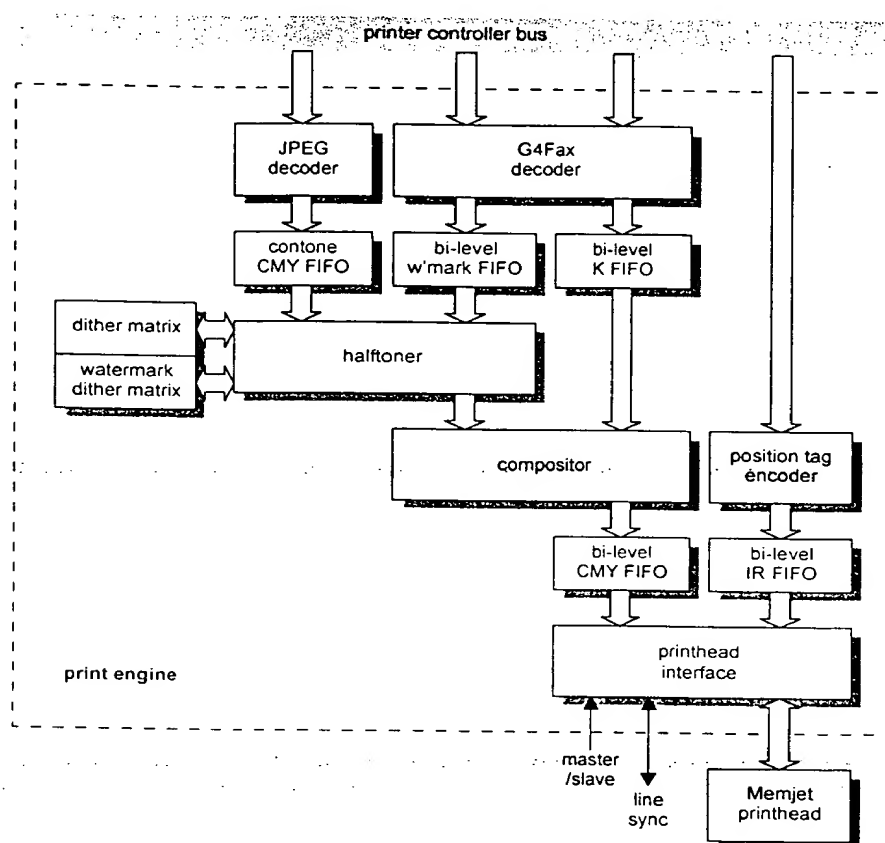 printer controller bus
JPEG
decoder
G4Fax
decoder
contone
CMY FIFO
bi-level
w'mark FIFO
bi-level
K FIFO
dither matrix
watermark
dither matrix
halftoner
compositor
position tag
encoder
bi-level
CMY FIFO
bi-level
IR FIFO
printhead
interface
print engine
master
/slave
line
sync
Memjet
printhead